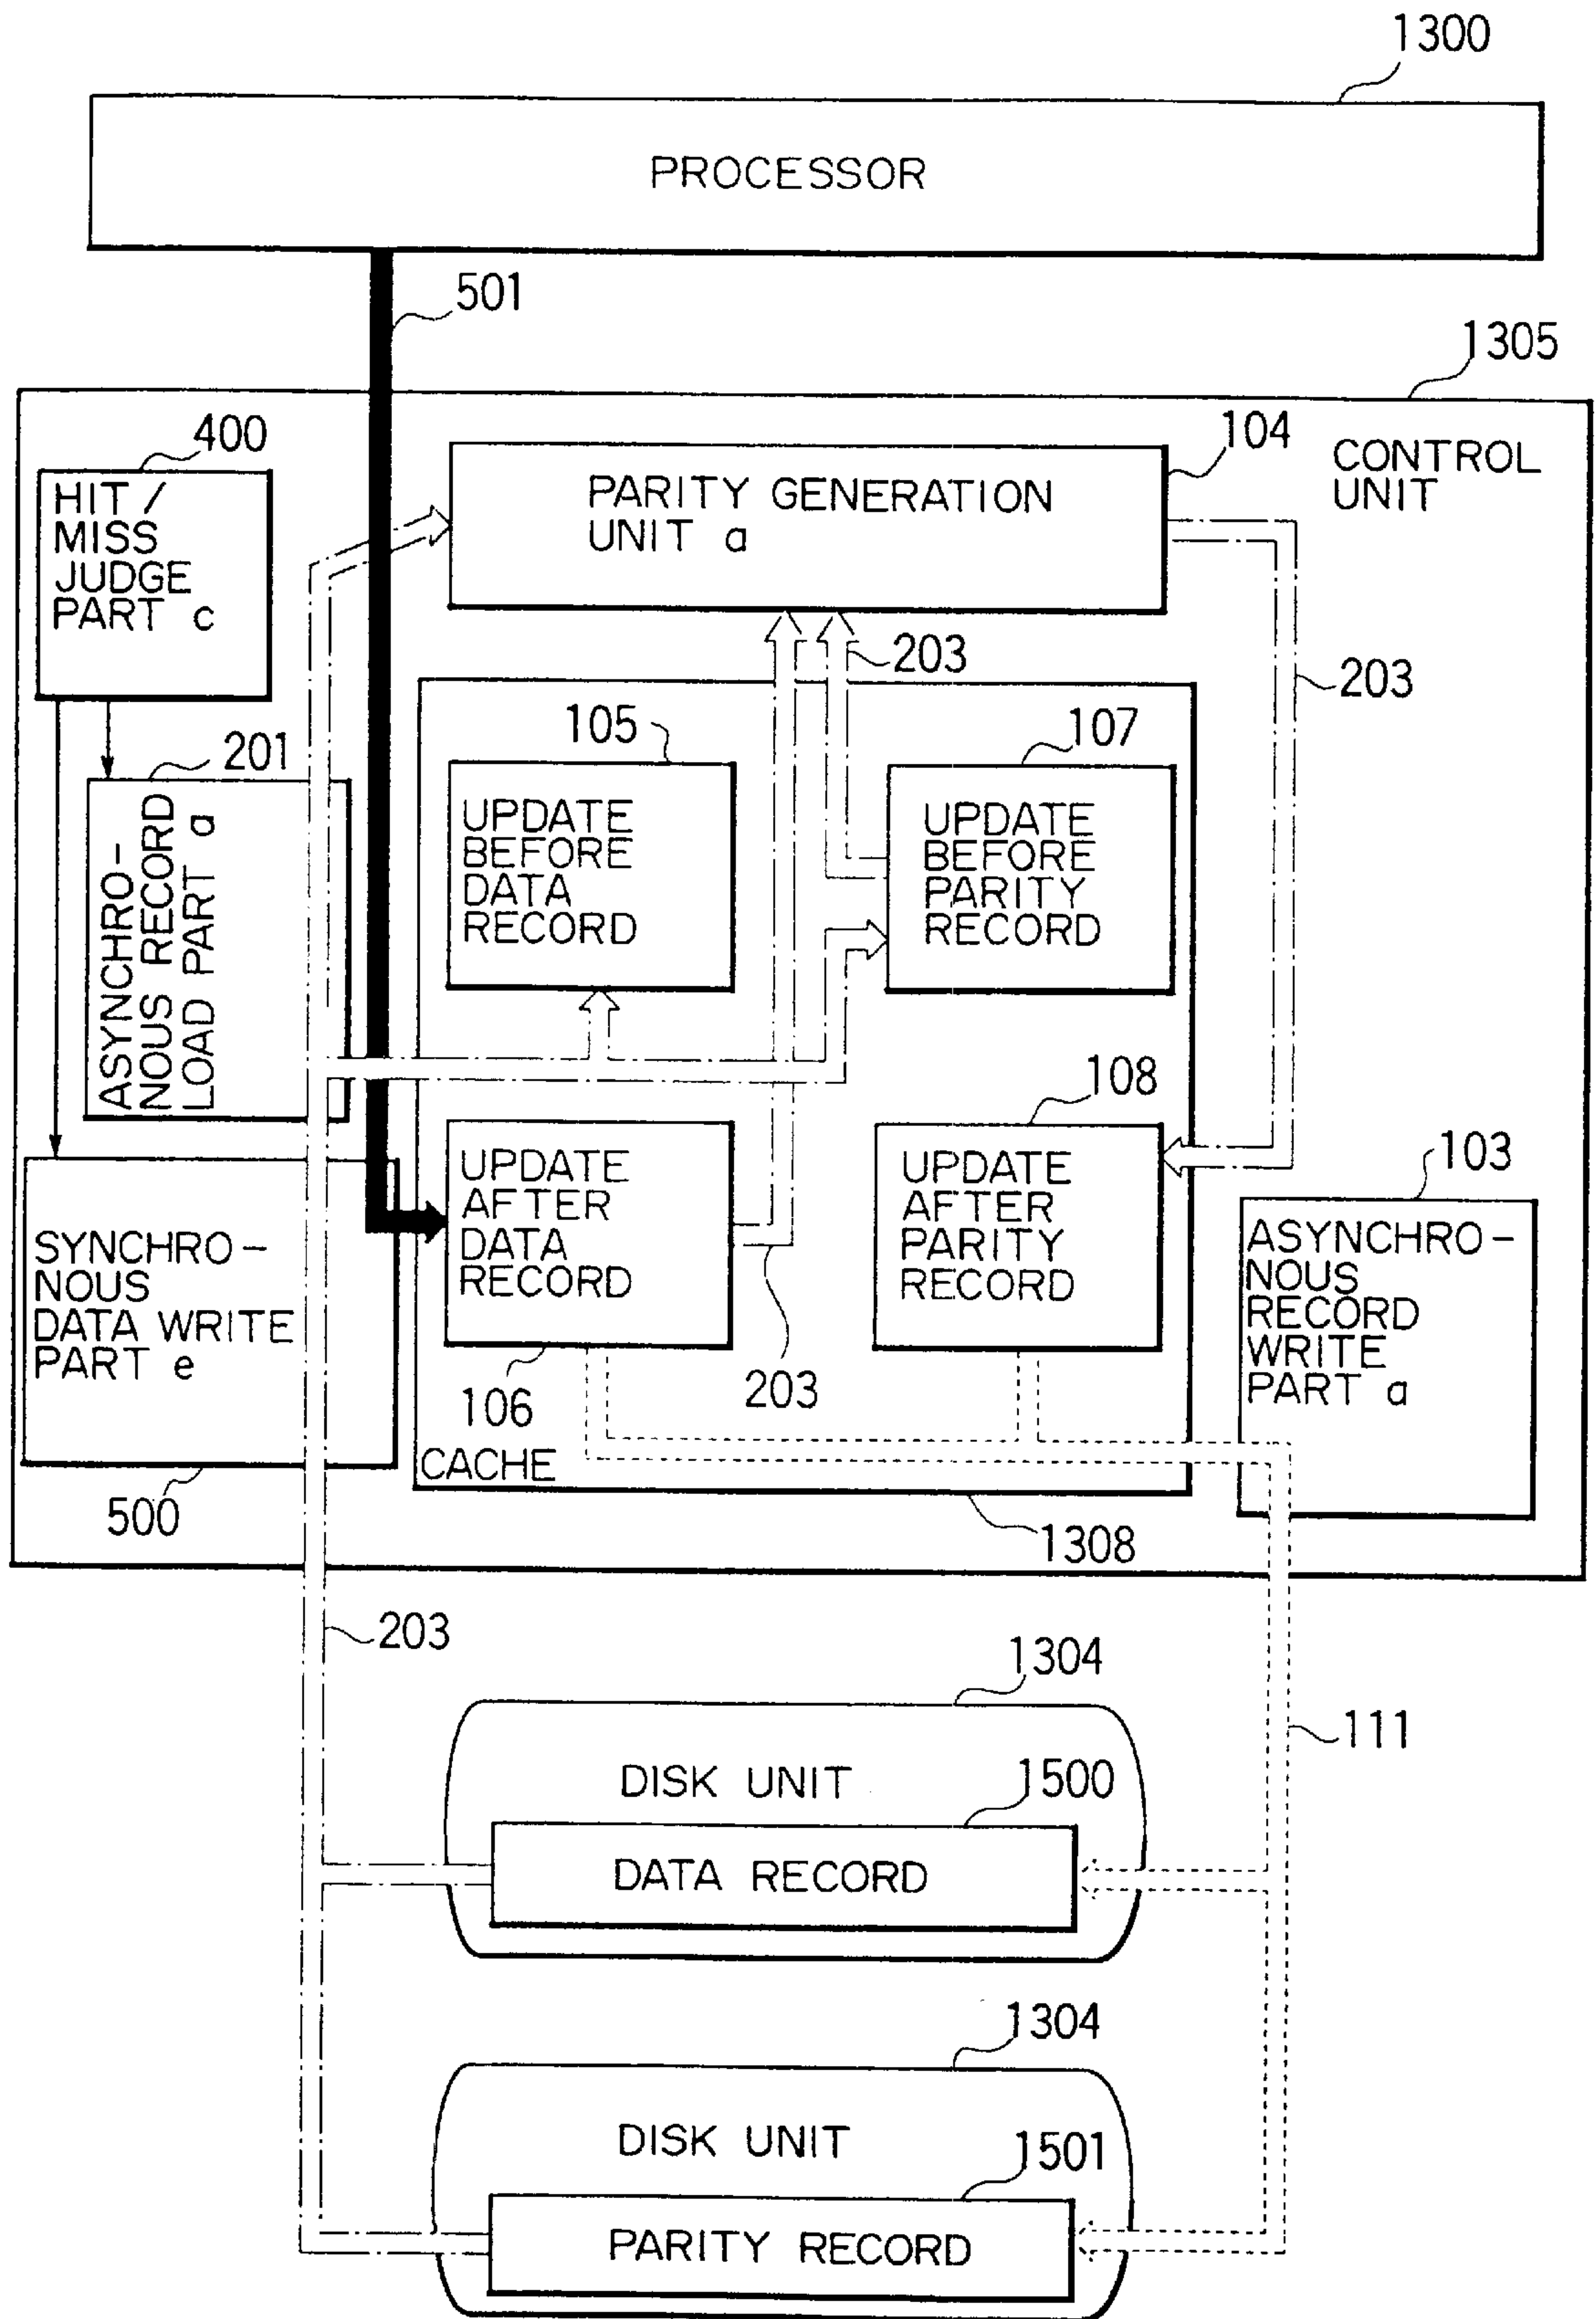 1300
PROCESSOR
501
1305
CONTROL
UNIT
400
HIT /
MISS
JUDGE
PART c
104
PARITY GENERATION
UNIT a
203
203
201
ASYNCHRO-
NOUS RECORD
LOAD PART a
105
UPDATE
BEFORE
DATA
RECORD
107
UPDATE
BEFORE
PARITY
RECORD
108
UPDATE
AFTER
DATA
RECORD
UPDATE
AFTER
PARITY
RECORD
103
ASYNCHRO-
NOUS
RECORD
WRITE
PART a
SYNCHRO-
NOUS
DATA WRITE
PART e
106
203
CACHE
500
1308
203
1304
111
DISK UNIT
1500
DATA RECORD
1304
DISK UNIT
1501
PARITY RECORD